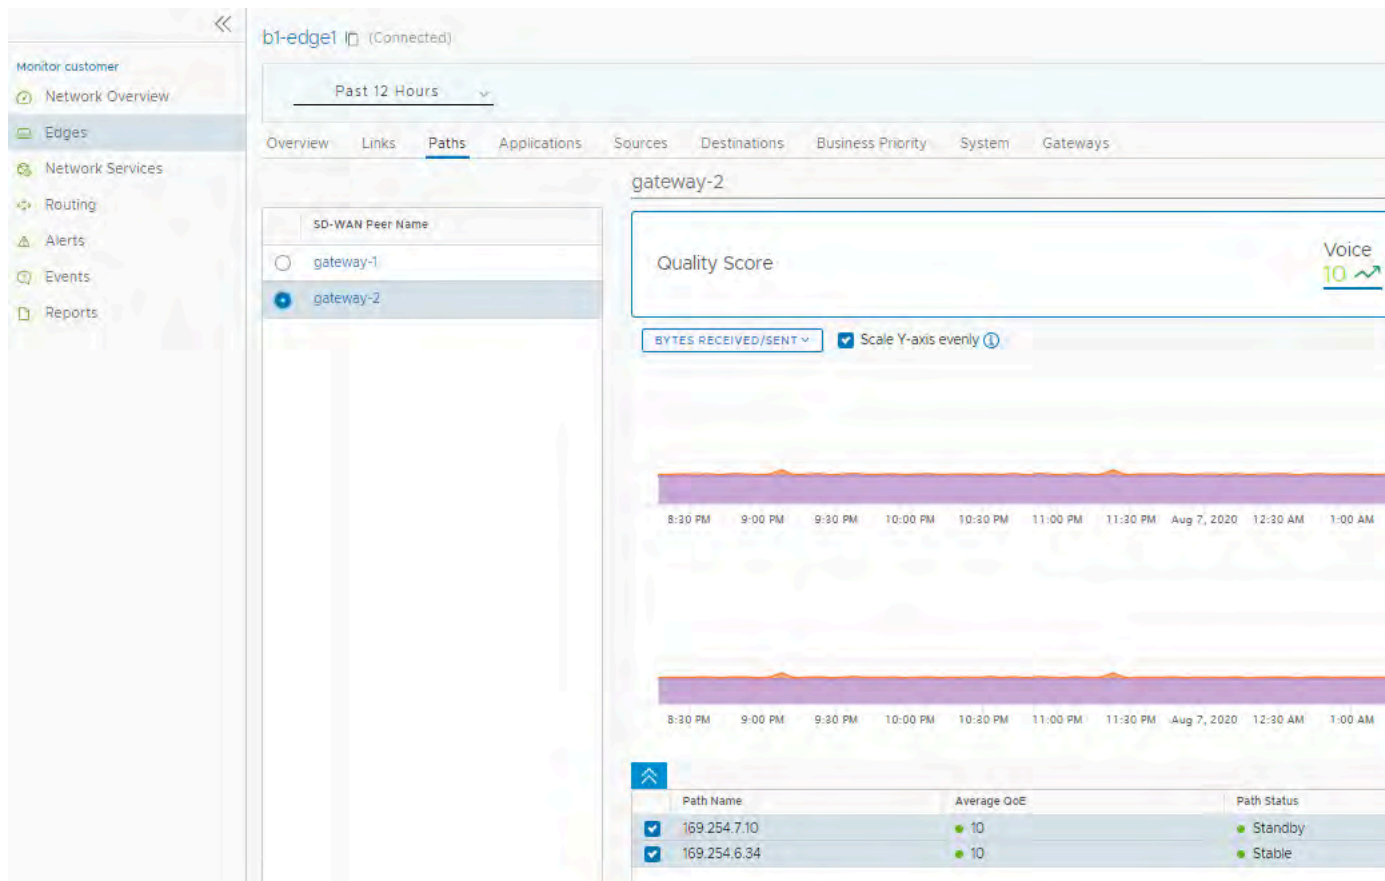 b1-edge1 (Connected)
Monitor customer
Network Overview
Edges
Network Services
Routing
Alerts
Events
Reports
Past 12 Hours
Overview Links Paths Applications Sources Destinations Business Priority System Gateways
SD-WAN Peer Name
gateway-1
gateway-2
gateway-2
Quality Score
Voice
10
BYTES RECEIVED/SENT
Scale Y-axis evenly
8:30 PM 9:00 PM 9:30 PM 10:00 PM 10:30 PM 11:00 PM 11:30 PM Aug 7, 2020 12:30 AM 1:00 AM
8:30 PM 9:00 PM 9:30 PM 10:00 PM 10:30 PM 11:00 PM 11:30 PM Aug 7, 2020 12:30 AM 1:00 AM
Path Name Average QoE Path Status
169.254.7.10 10 Standby
169.254.6.34 10 Stable